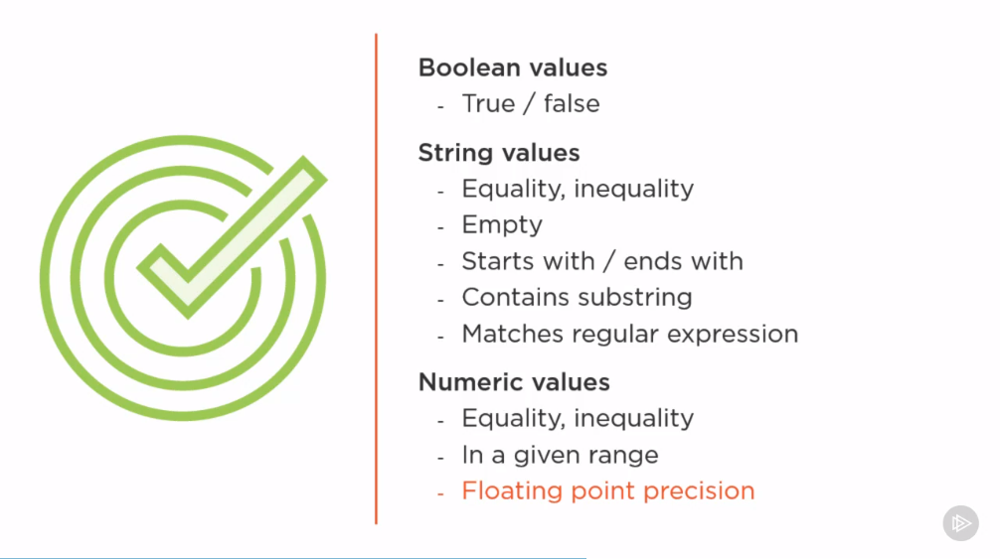 Boolean values
- True / false
String values
- Equality, inequality
- Empty
- Starts with / ends with
- Contains substring
- Matches regular expression
Numeric values
- Equality, inequality
- In a given range
- Floating point precision